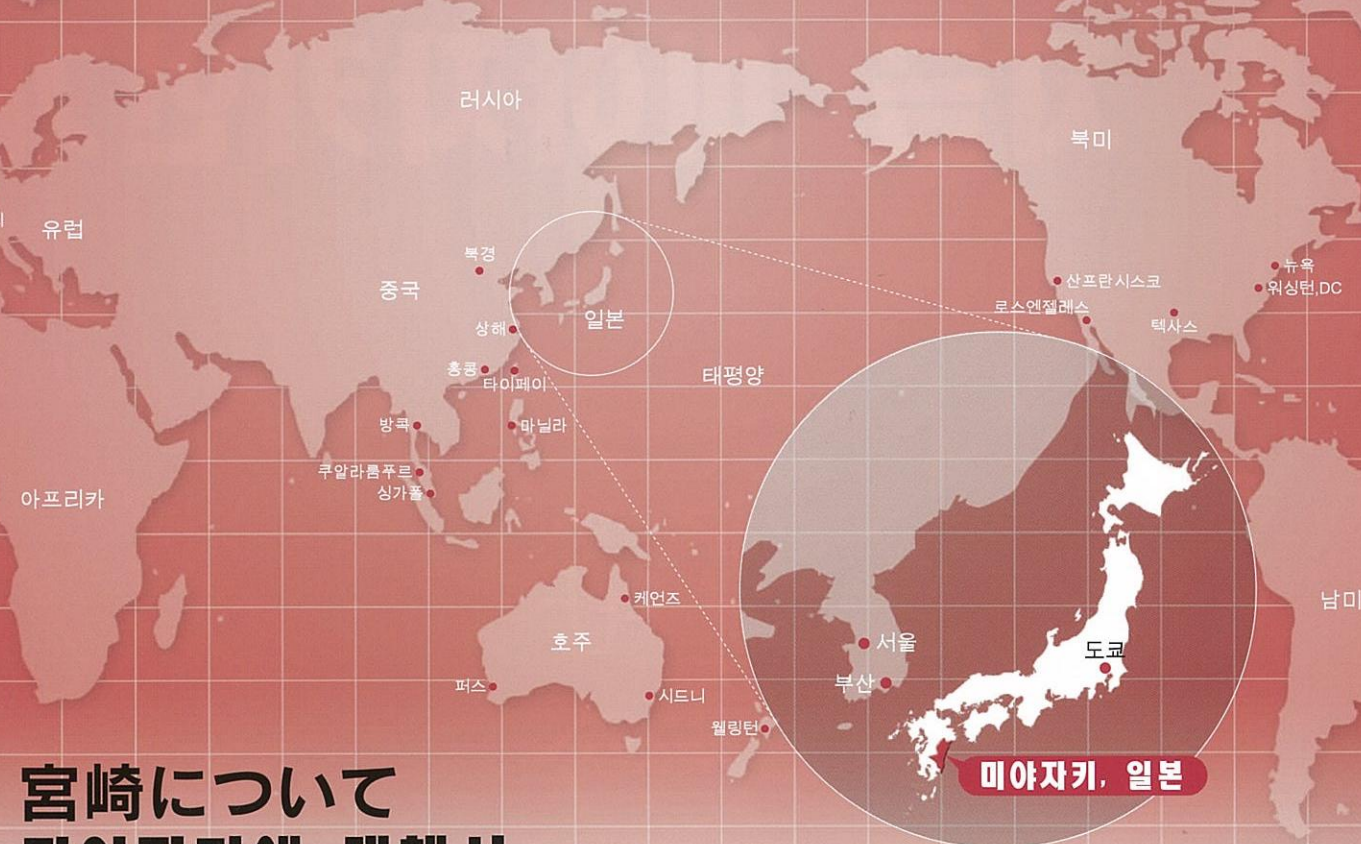 러시아
북미
유럽
북경
중국
일본
상해
홍콩
타이페이
태평양
방콕
마닐라
쿠알라룸푸르
싱가폴
아프리카
산프란시스코
로스엔젤레스
텍사스
뉴욕
워싱턴,DC
케언즈
호주
퍼스
시드니
웰링턴
남미
서울
부산
도쿄
미야자키, 일본
宮崎について